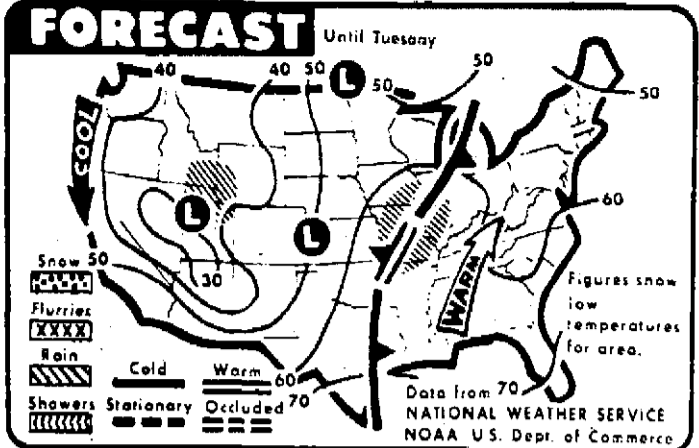 FORECAST
Until Tuesday
40
40 50
L
50
50
50
COOL
L
L
60
50
30
WARM
Snow
Flurries
Rain
Showers
Cold
Warm
Stationary
Occluded
60
70
Figures snow
low
temperatures
for area.
Data from 70
NATIONAL WEATHER SERVICE
NOAA U.S. Dept. of Commerce